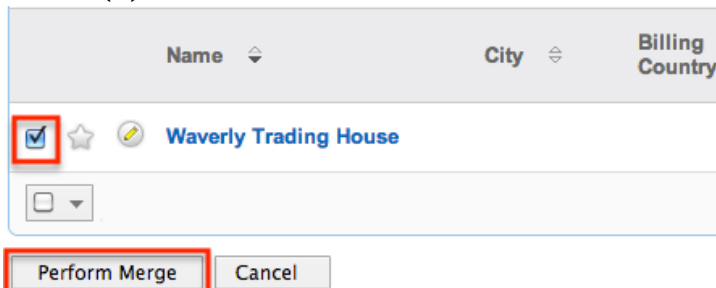 Name City Billing Country
Waverly Trading House
Perform Merge Cancel